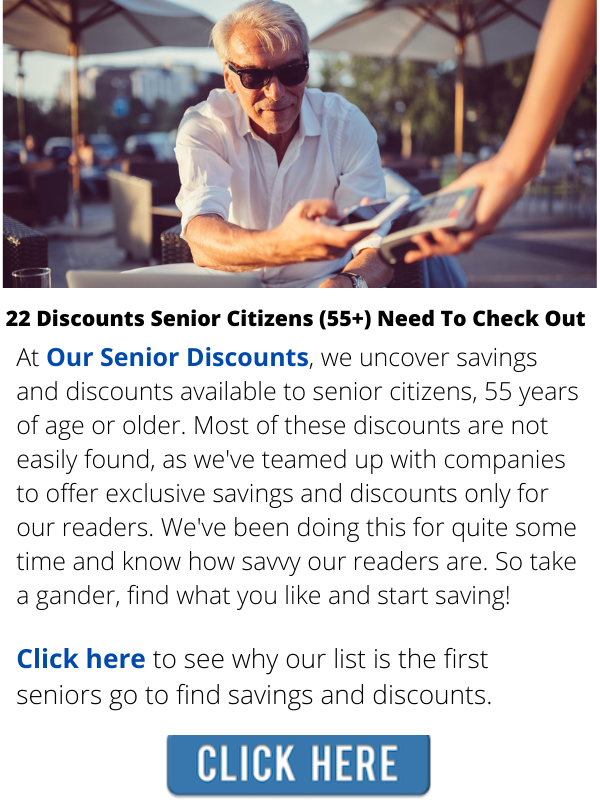 22 Discounts Senior Citizens (55+) Need To Check Out
At Our Senior Discounts, we uncover savings
and discounts available to senior citizens, 55 years
of age or older. Most of these discounts are not
easily found, as we've teamed up with companies
to offer exclusive savings and discounts only for
our readers. We've been doing this for quite some
time and know how savvy our readers are. So take
a gander, find what you like and start saving!
Click here to see why our list is the first
seniors go to find savings and discounts.
CLICK HERE